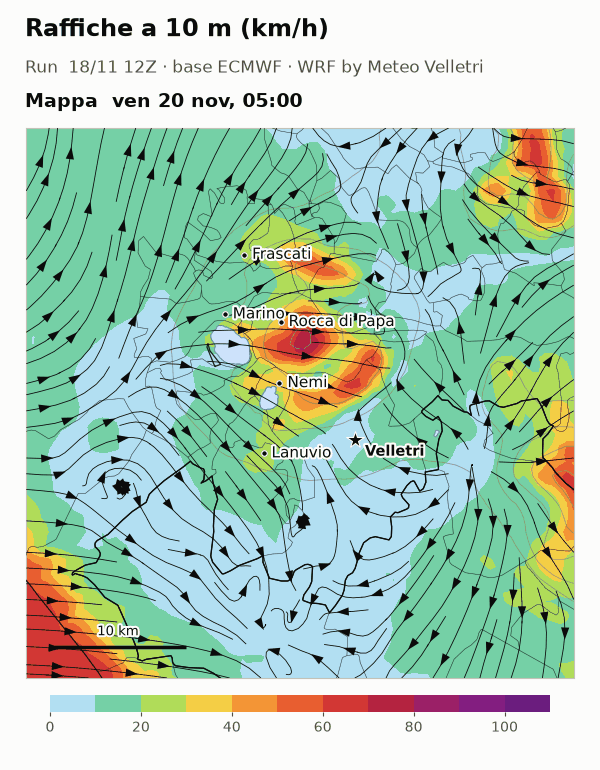 Raffiche a 10 m (km/h)
Run  18/11 12Z · base ECMWF · WRF by Meteo Velletri
Mappa  ven 20 nov, 05:00
Frascati
Marino
Rocca di Papa
Nemi
Velletri
Lanuvio
10 km
0 20 40 60 80 100